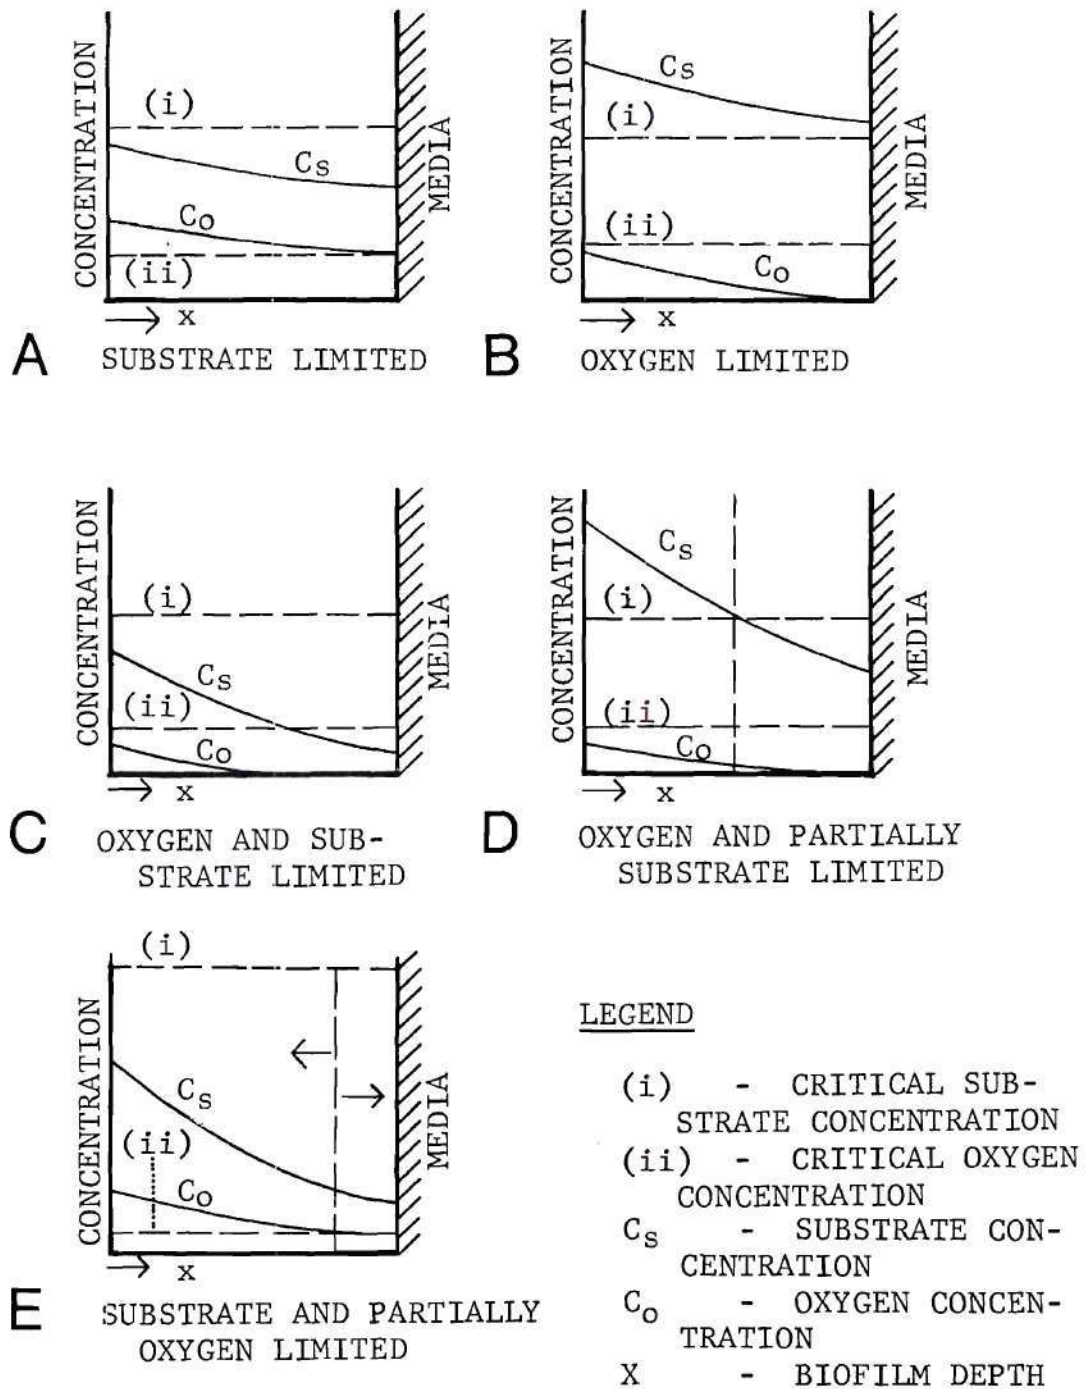 CONCENTRATION
(i)
Cs
Co
(ii)
MEDIA
x
A
SUBSTRATE LIMITED
CONCENTRATION
Cs
(i)
(ii)
Co
MEDIA
x
B
OXYGEN LIMITED
CONCENTRATION
(i)
Cs
(ii)
Co
MEDIA
x
C
OXYGEN AND SUB-
STRATE LIMITED
CONCENTRATION
Cs
(i)
(ii)
Co
MEDIA
x
D
OXYGEN AND PARTIALLY
SUBSTRATE LIMITED
CONCENTRATION
(i)
Cs
(ii)
Co
MEDIA
x
E
SUBSTRATE AND PARTIALLY
OXYGEN LIMITED
LEGEND
(i) - CRITICAL SUB-
STRATE CONCENTRATION
(ii) - CRITICAL OXYGEN
CONCENTRATION
Cs - SUBSTRATE CON-
CENTRATION
Co - OXYGEN CONCEN-
TRATION
X - BIOFILM DEPTH